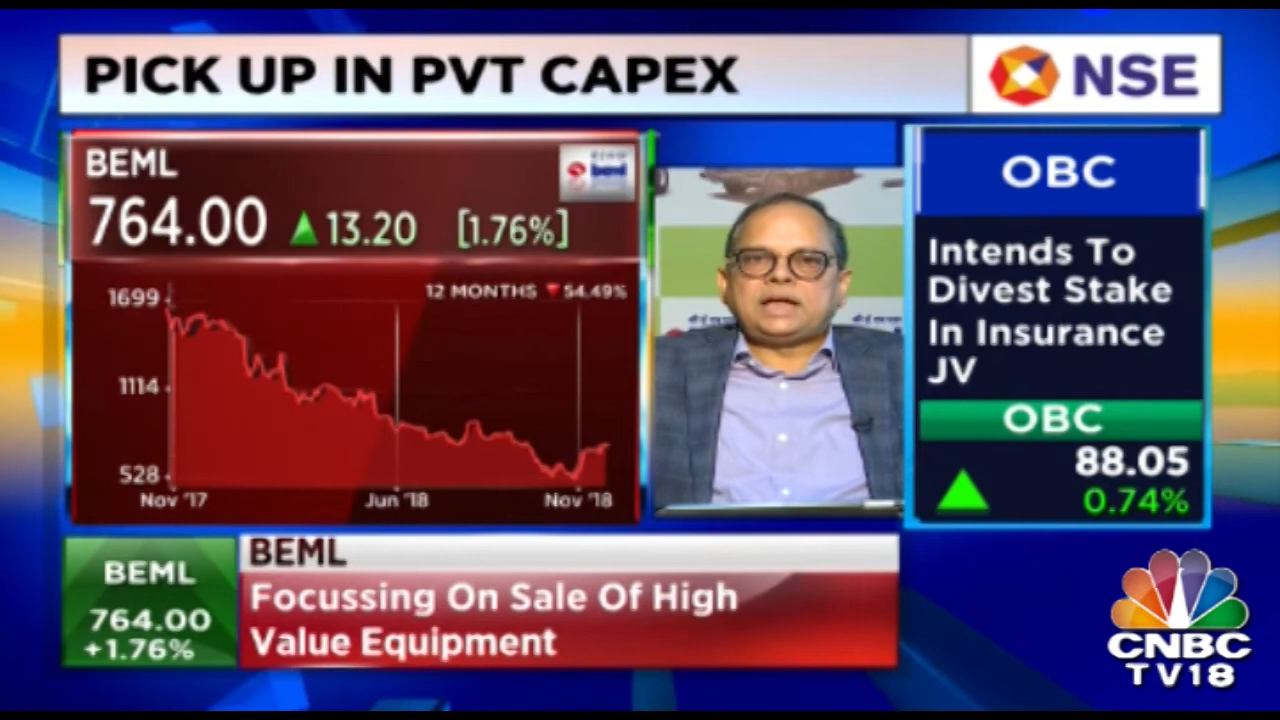 PICK UP IN PVT CAPEX
NSE
BEML
764.00 ▲ 13.20 [1.76%]
beml
12 MONTHS ▼ 54.49%
1699
1114
528
Nov '17 Jun '18 Nov '18
OBC
Intends To
Divest Stake
In Insurance
JV
OBC
88.05
▲ 0.74%
BEML
764.00
+1.76%
BEML
Focussing On Sale Of High
Value Equipment
CNBC
TV18